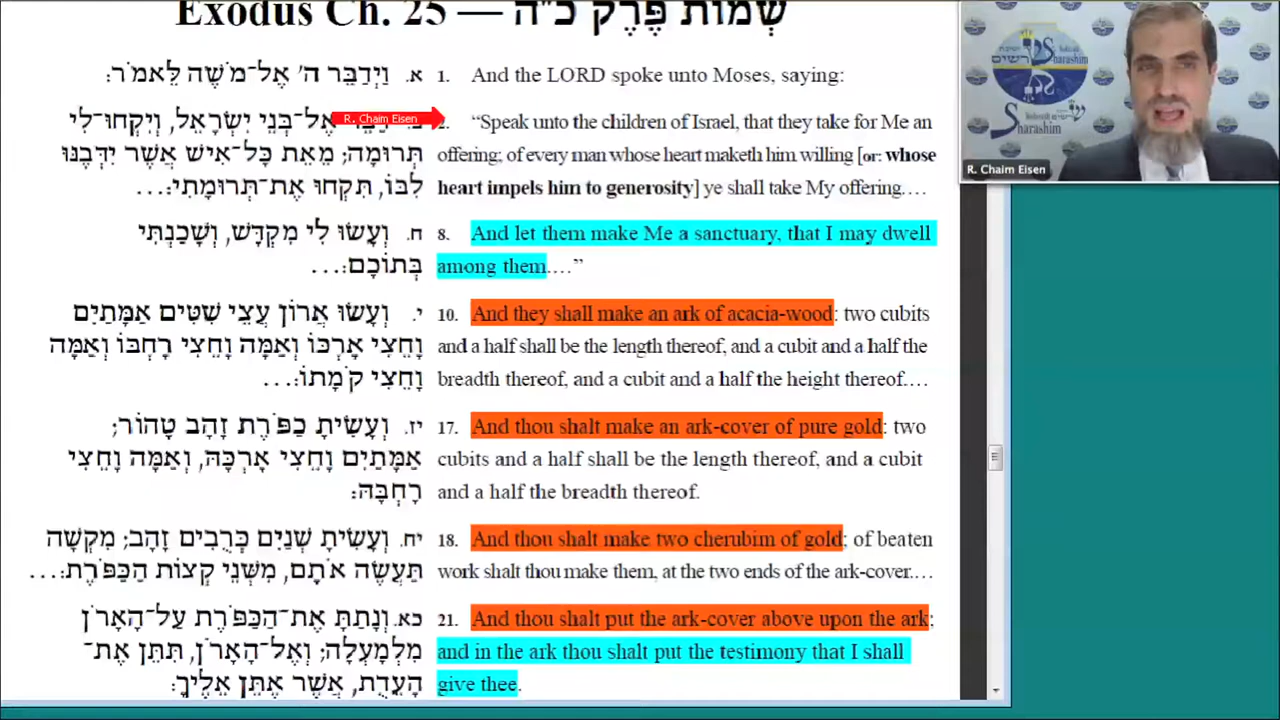 Exodus Ch. 25 — שְׁמוֹת פֶּרֶק כ״ה
א. וַיְדַבֵּר ה׳ אֶל־מֹשֶׁה לֵּאמֹר:
1. And the LORD spoke unto Moses, saying:
אֶל־בְּנֵי יִשְׂרָאֵל, וְיִקְחוּ־לִי
תְּרוּמָה; מֵאֵת כָּל־אִישׁ אֲשֶׁר יִדְּבֶנּוּ
לִבּוֹ, תִּקְחוּ אֶת־תְּרוּמָתִי:…
R. Chaim Eisen
2. “Speak unto the children of Israel, that they take for Me an
offering; of every man whose heart maketh him willing [or: whose
heart impels him to generosity] ye shall take My offering.…
ח. וְעָשׂוּ לִי מִקְדָּשׁ, וְשָׁכַנְתִּי
בְּתוֹכָם:…
8. And let them make Me a sanctuary, that I may dwell
among them.…”
י. וְעָשׂוּ אֲרוֹן עֲצֵי שִׁטִּים אַמָּתַיִם
וָחֵצִי אָרְכּוֹ וְאַמָּה וָחֵצִי רָחְבּוֹ וְאַמָּה
וָחֵצִי קֹמָתוֹ:…
10. And they shall make an ark of acacia-wood: two cubits
and a half shall be the length thereof, and a cubit and a half the
breadth thereof, and a cubit and a half the height thereof.…
יז. וְעָשִׂיתָ כַפֹּרֶת זָהָב טָהוֹר;
אַמָּתַיִם וָחֵצִי אָרְכָּהּ, וְאַמָּה וָחֵצִי
רָחְבָּהּ:
17. And thou shalt make an ark-cover of pure gold: two
cubits and a half shall be the length thereof, and a cubit
and a half the breadth thereof.
יח. וְעָשִׂיתָ שְׁנַיִם כְּרֻבִים זָהָב; מִקְשָׁה
תַּעֲשֶׂה אֹתָם, מִשְּׁנֵי קְצוֹת הַכַּפֹּרֶת:…
18. And thou shalt make two cherubim of gold; of beaten
work shalt thou make them, at the two ends of the ark-cover.…
כא. וְנָתַתָּ אֶת־הַכַּפֹּרֶת עַל־הָאָרֹן
מִלְמָעְלָה; וְאֶל־הָאָרֹן, תִּתֵּן אֶת־
הָעֵדֻת, אֲשֶׁר אֶתֵּן אֵלֶיךָ:
21. And thou shalt put the ark-cover above upon the ark;
and in the ark thou shalt put the testimony that I shall
give thee.
שרשים
Sharashim
R. Chaim Eisen